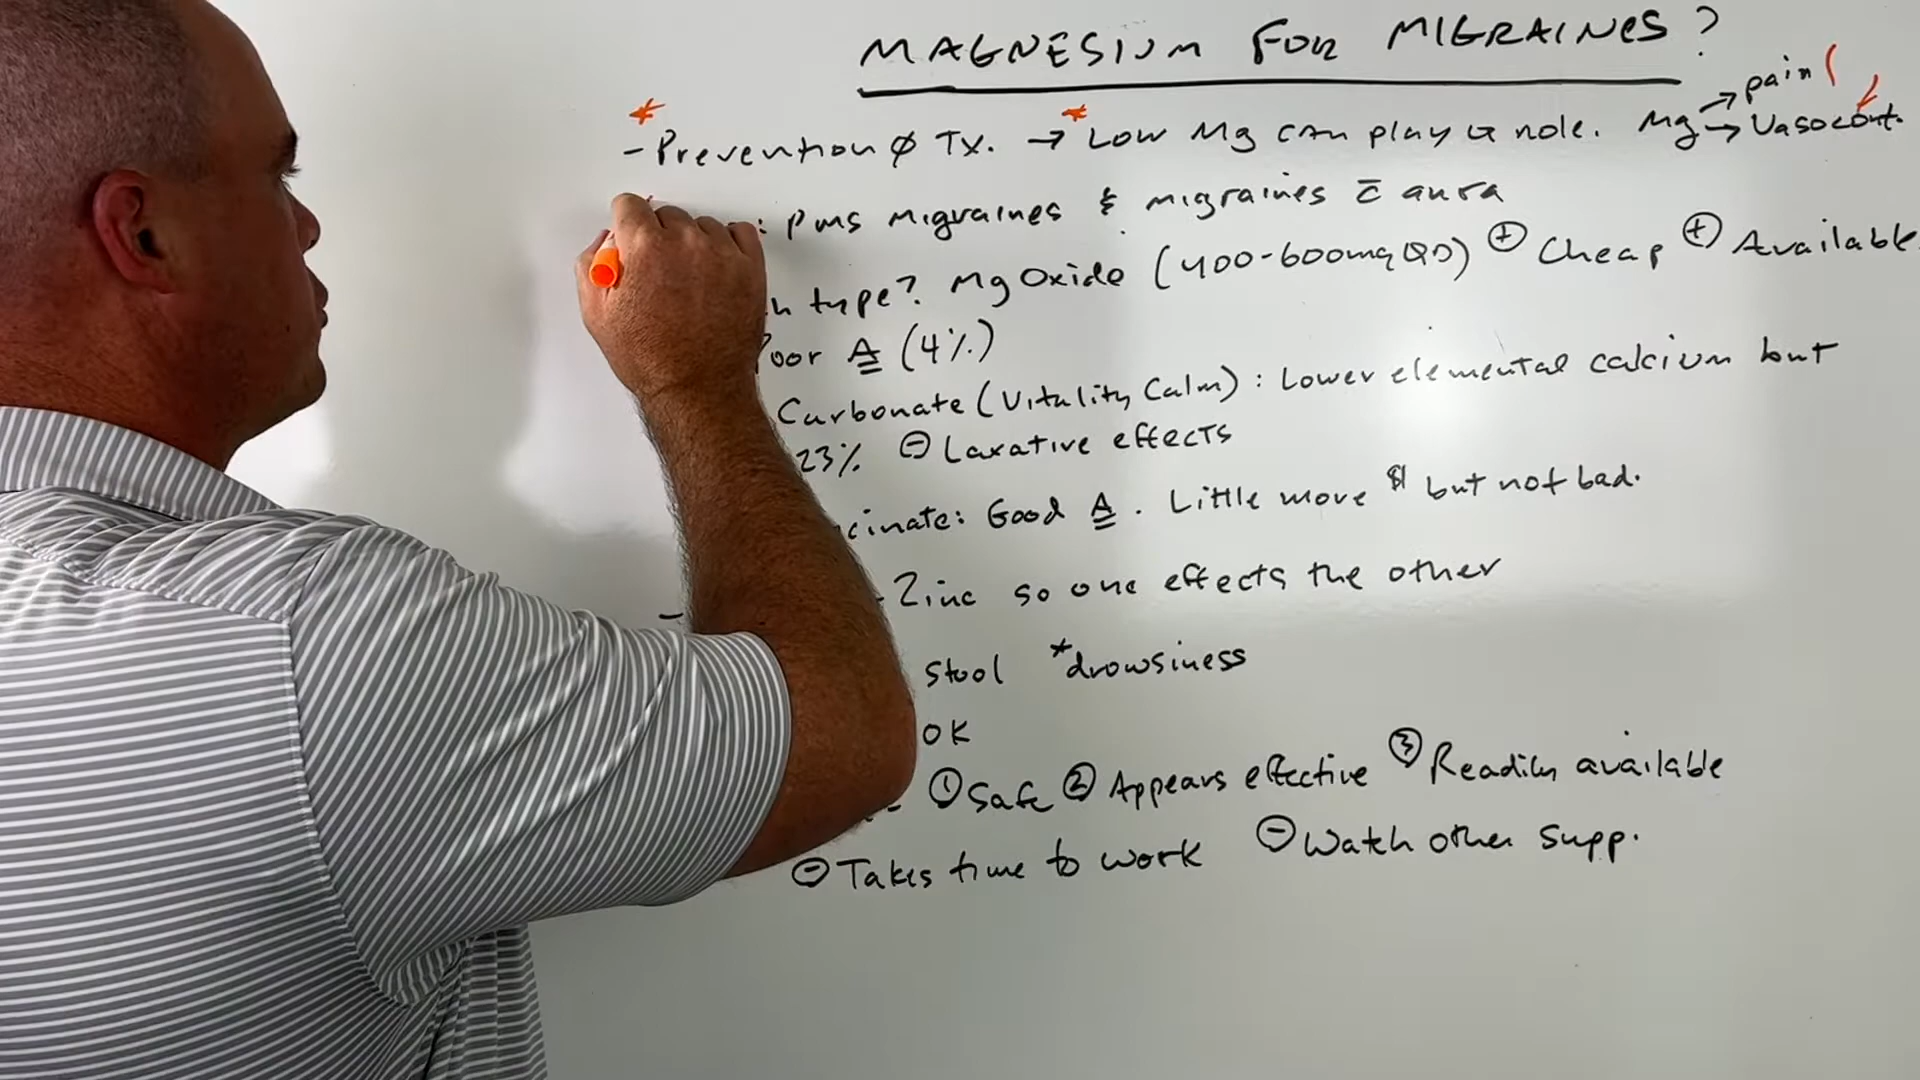 MAGNESIUM FOR MIGRAINES?
- Prevention ∅ Tx. → Low Mg can play a role. Mg → pain → Vasocont.
: PMS Migraines & migraines c̄ aura
type? Mg Oxide (400-600mg QD) ⊕ Cheap ⊕ Available
Poor A (4%)
Carbonate (Vitality Calm): Lower elemental calcium but
23% ⊖ Laxative effects
cinate: Good A. Little more $ but not bad.
- Zinc so one effects the other
stool *drowsiness
OK
① Safe ② Appears effective ③ Readily available
⊖ Takes time to work ⊖ Watch other supp.